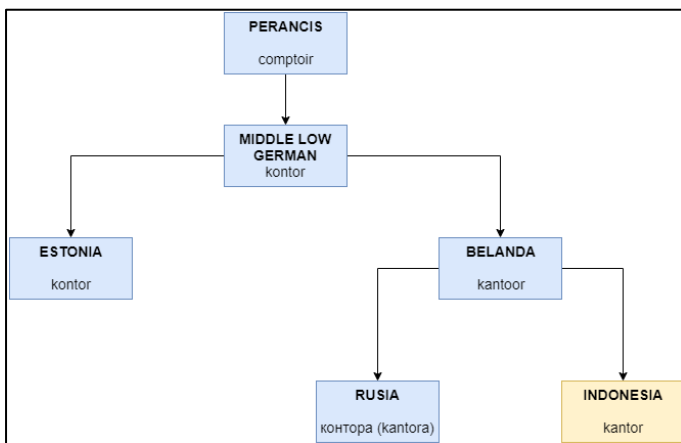 PERANCIS
comptoir
MIDDLE LOW
GERMAN
kontor
ESTONIA
kontor
BELANDA
kantoor
RUSIA
контора (kantora)
INDONESIA
kantor